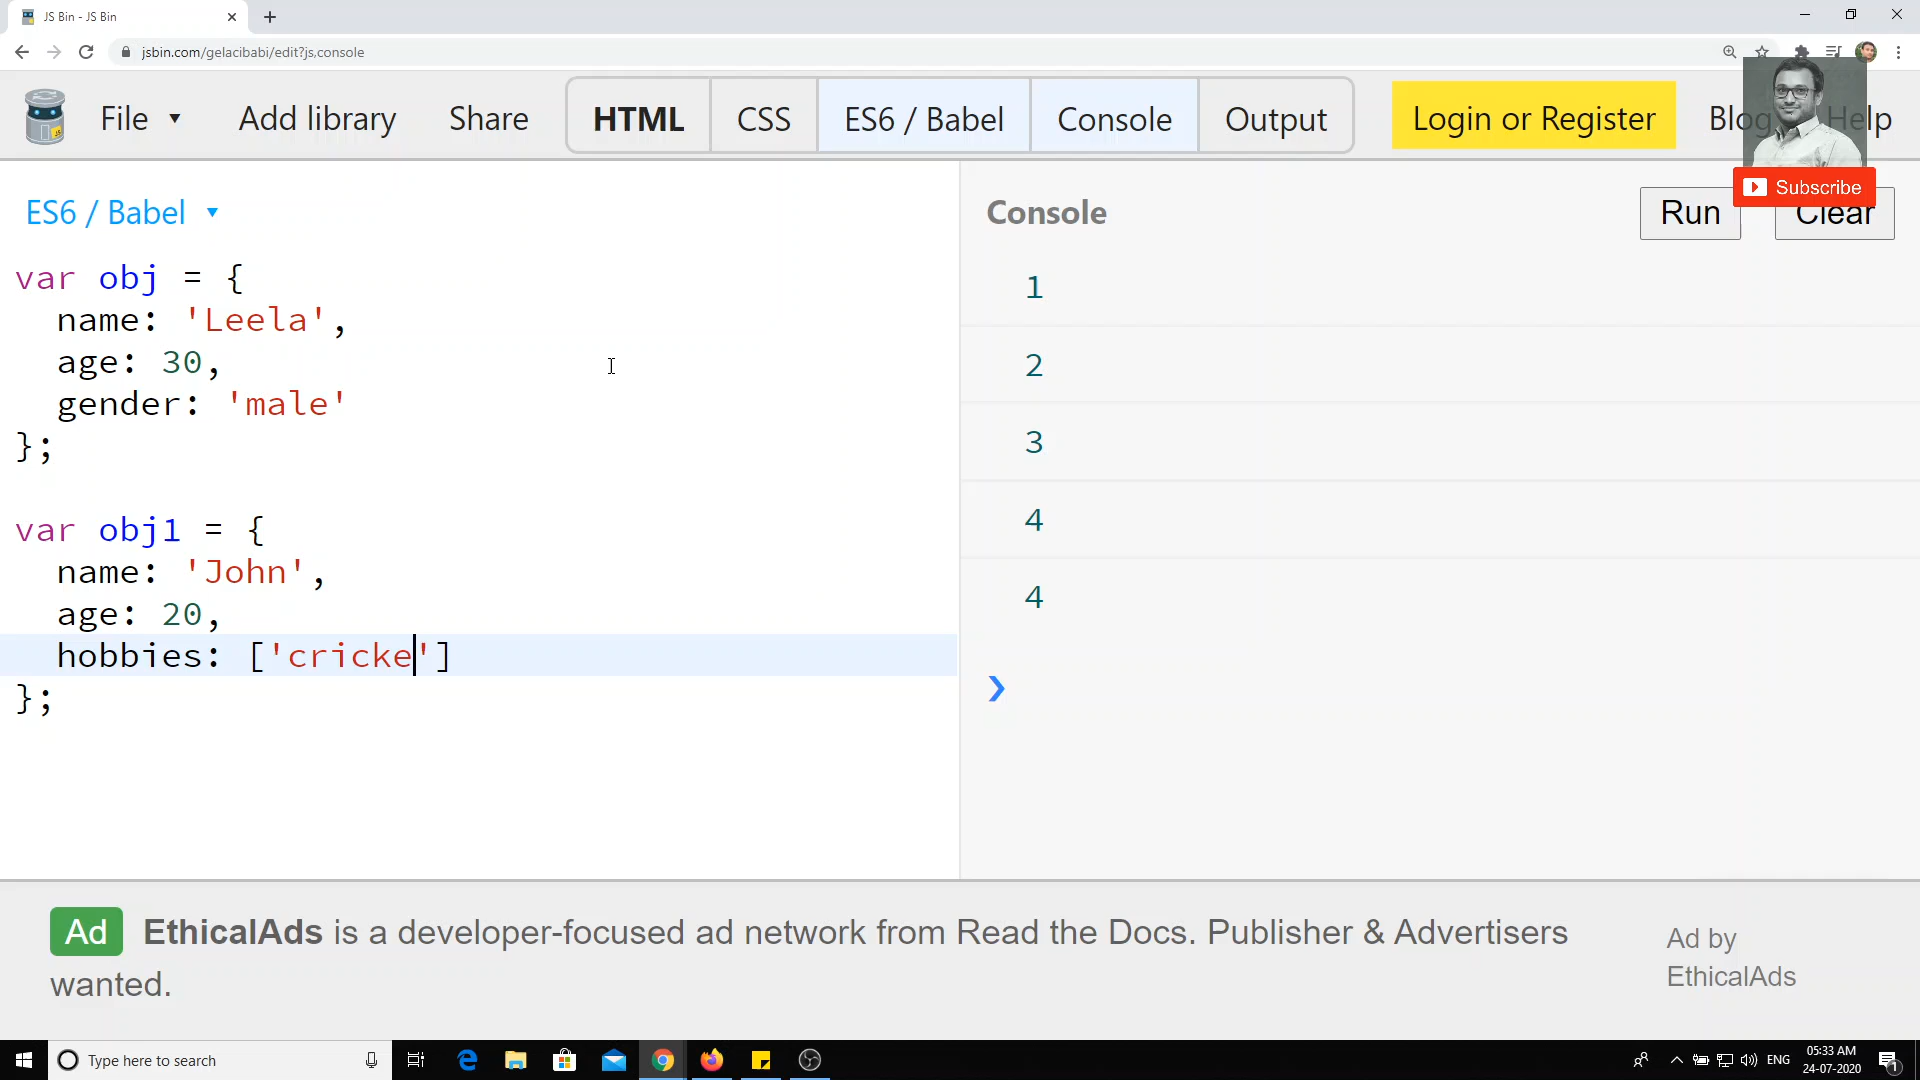 JS Bin - JS Bin
jsbin.com/gelacibabi/edit?js,console
File Add library Share HTML CSS ES6 / Babel Console Output Login or Register Blog Help
Subscribe
ES6 / Babel
Console
Run Clear
var obj = {
name: 'Leela',
age: 30,
gender: 'male'
};
var obj1 = {
name: 'John',
age: 20,
hobbies: ['cricke']
};
1
2
3
4
4
Ad EthicalAds is a developer-focused ad network from Read the Docs. Publisher & Advertisers
wanted.
Ad by
EthicalAds
Type here to search
ENG
05:33 AM
24-07-2020
1